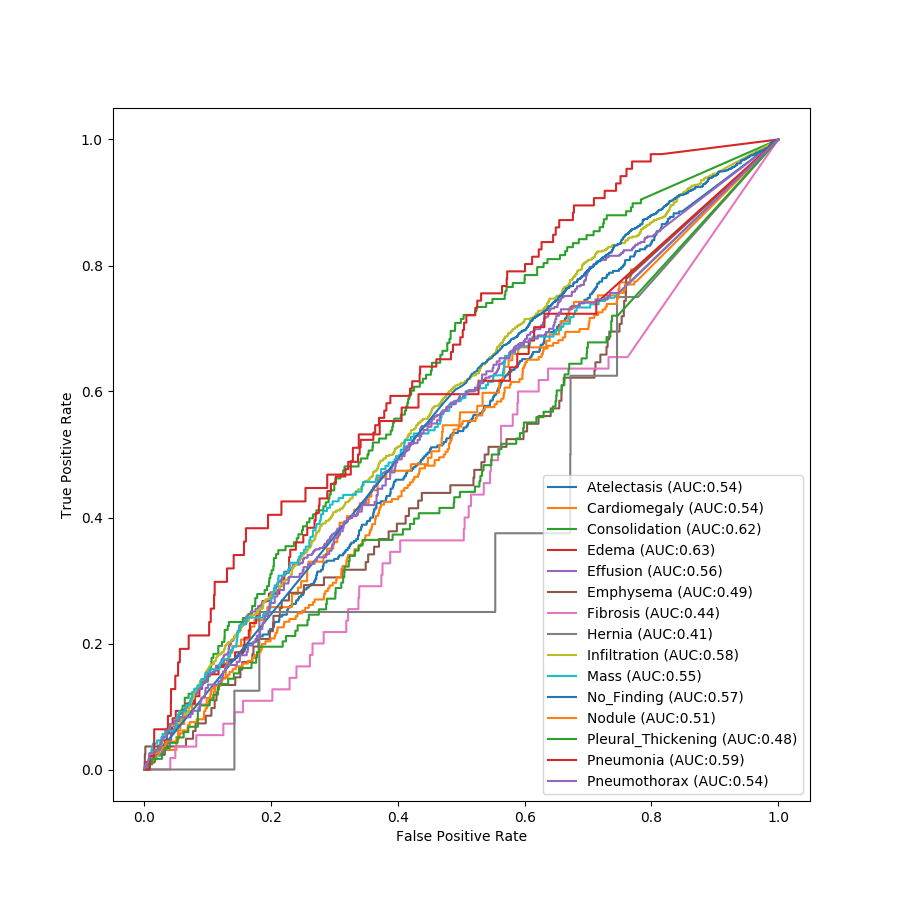 1.0
0.8
0.6
0.4
0.2
0.0
True Positive Rate
Atelectasis (AUC:0.54)
Cardiomegaly (AUC:0.54)
Consolidation (AUC:0.62)
Edema (AUC:0.63)
Effusion (AUC:0.56)
Emphysema (AUC:0.49)
Fibrosis (AUC:0.44)
Hernia (AUC:0.41)
Infiltration (AUC:0.58)
Mass (AUC:0.55)
No_Finding (AUC:0.57)
Nodule (AUC:0.51)
Pleural_Thickening (AUC:0.48)
Pneumonia (AUC:0.59)
Pneumothorax (AUC:0.54)
0.0 0.2 0.4 0.6 0.8 1.0
False Positive Rate